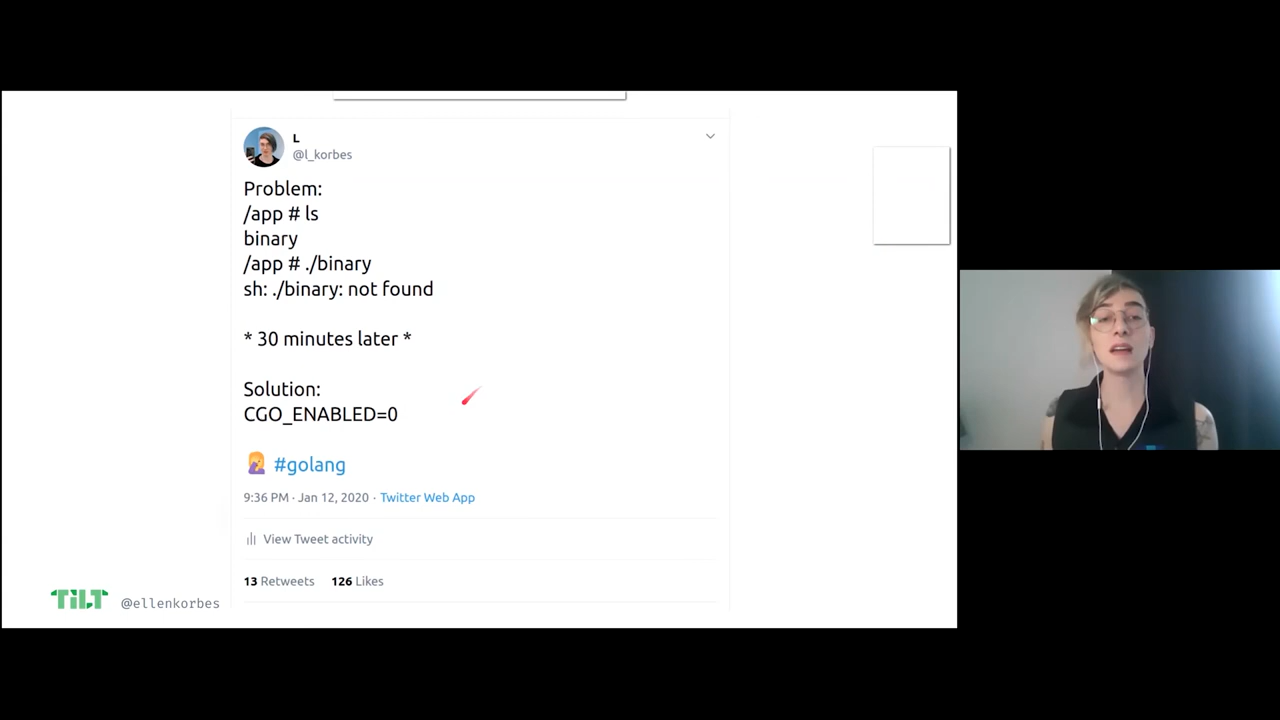 L
@l_korbes
Problem:
/app # ls
binary
/app # ./binary
sh: ./binary: not found
* 30 minutes later *
Solution:
CGO_ENABLED=0
🤦 #golang
9:36 PM · Jan 12, 2020 · Twitter Web App
View Tweet activity
13 Retweets 126 Likes
TILT @ellenkorbes